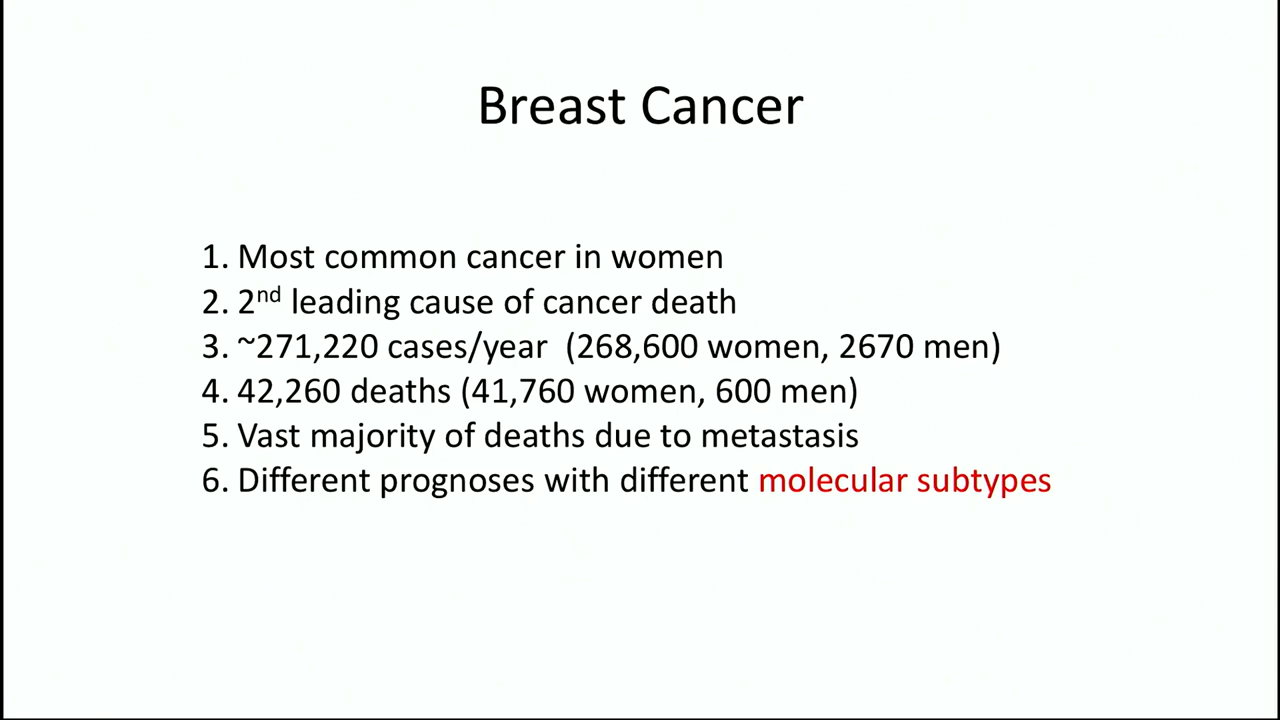 Breast Cancer
1. Most common cancer in women
2. 2nd leading cause of cancer death
3. ~271,220 cases/year (268,600 women, 2670 men)
4. 42,260 deaths (41,760 women, 600 men)
5. Vast majority of deaths due to metastasis
6. Different prognoses with different molecular subtypes